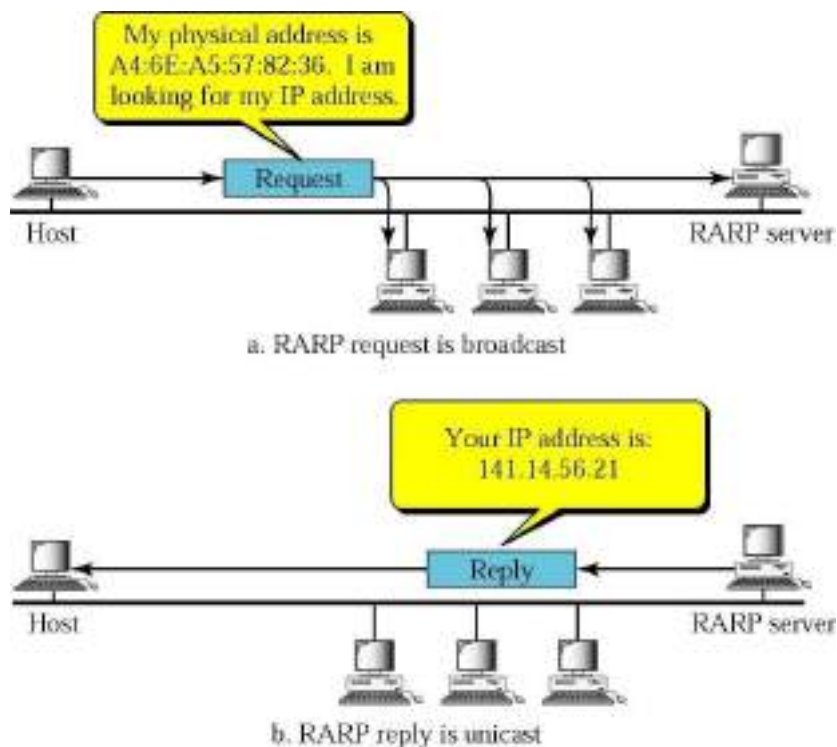 My physical address is
A4:6E:A5:57:82:36. I am
looking for my IP address.
Request
Host
RARP server
a. RARP request is broadcast
Your IP address is:
141.14.56.21
Reply
Host
RARP server
b. RARP reply is unicast